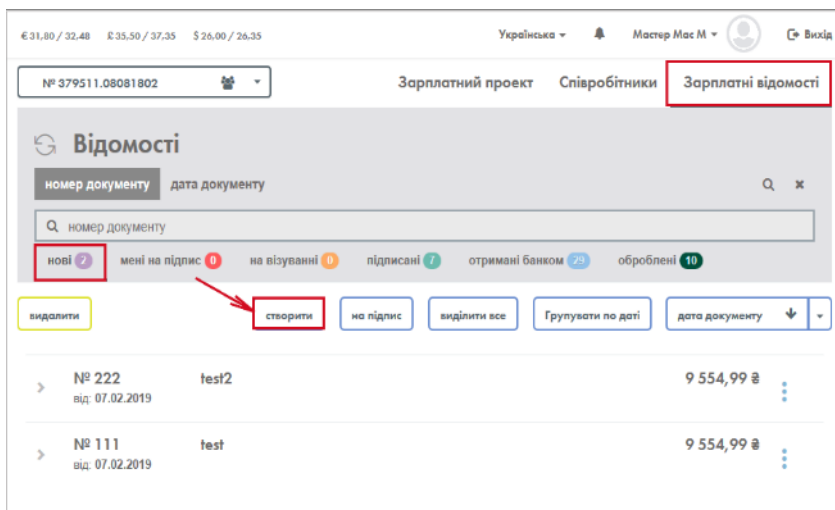 € 31,80 / 32,48 £ 35,50 / 37,35 $ 26,00 / 26,35 Українська Мастер Мас М Вихід
№ 379511.08081802 Зарплатний проект Співробітники Зарплатні відомості
Відомості
номер документу дата документу
номер документу
нові 2 мені на підпис 0 на візуванні 0 підписані 7 отримані банком 29 оброблені 10
видалити створити на підпис виділити все Групувати по даті дата документу
№ 222 test2 9 554,99 ₴
від: 07.02.2019
№ 111 test 9 554,99 ₴
від: 07.02.2019